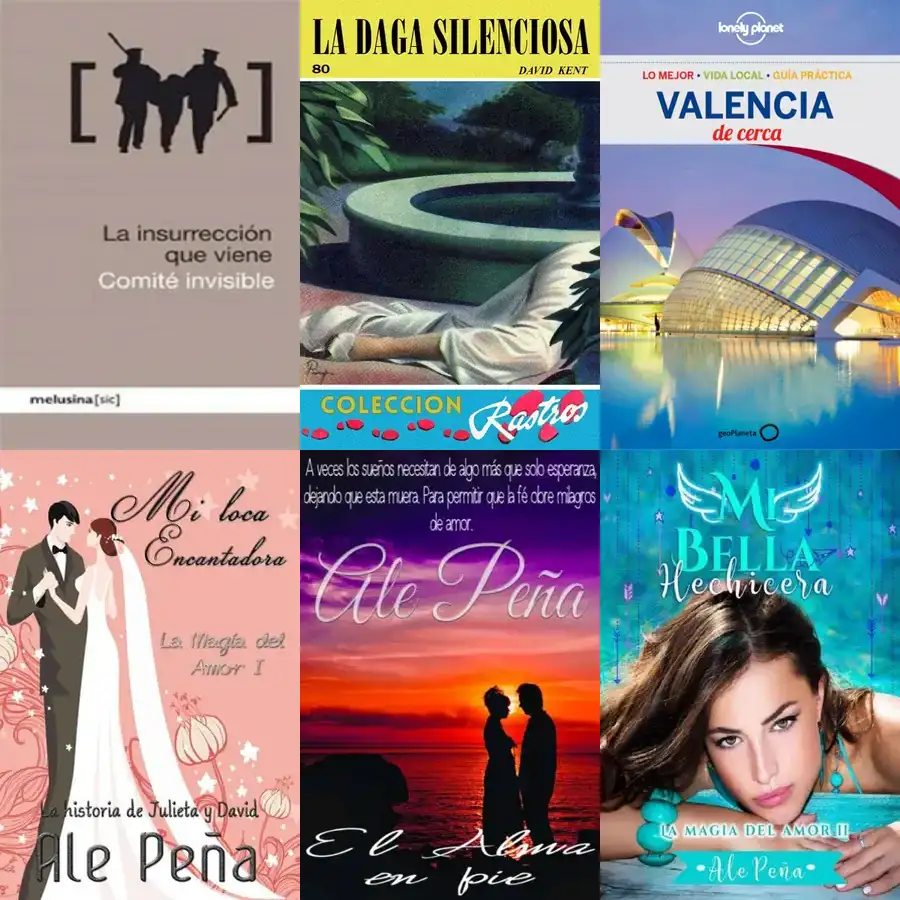 La insurrección
que viene
Comité invisible
melusina[sic]
LA DAGA SILENCIOSA
80
DAVID KENT
COLECCION
Rastros
lonely planet
LO MEJOR • VIDA LOCAL • GUÍA PRÁCTICA
VALENCIA
de cerca
geoPlaneta
Mi loca
Encantadora
La Magia del
Amor I
La historia de Julieta y David
Ale Peña
A veces los sueños necesitan de algo más que solo esperanza,
dejando que esta muera. Para permitir que la fé obre milagros
de amor.
Ale Peña
El Alma
en pie
MI
BELLA
Hechicera
LA MAGIA DEL AMOR II
•Ale Peña•